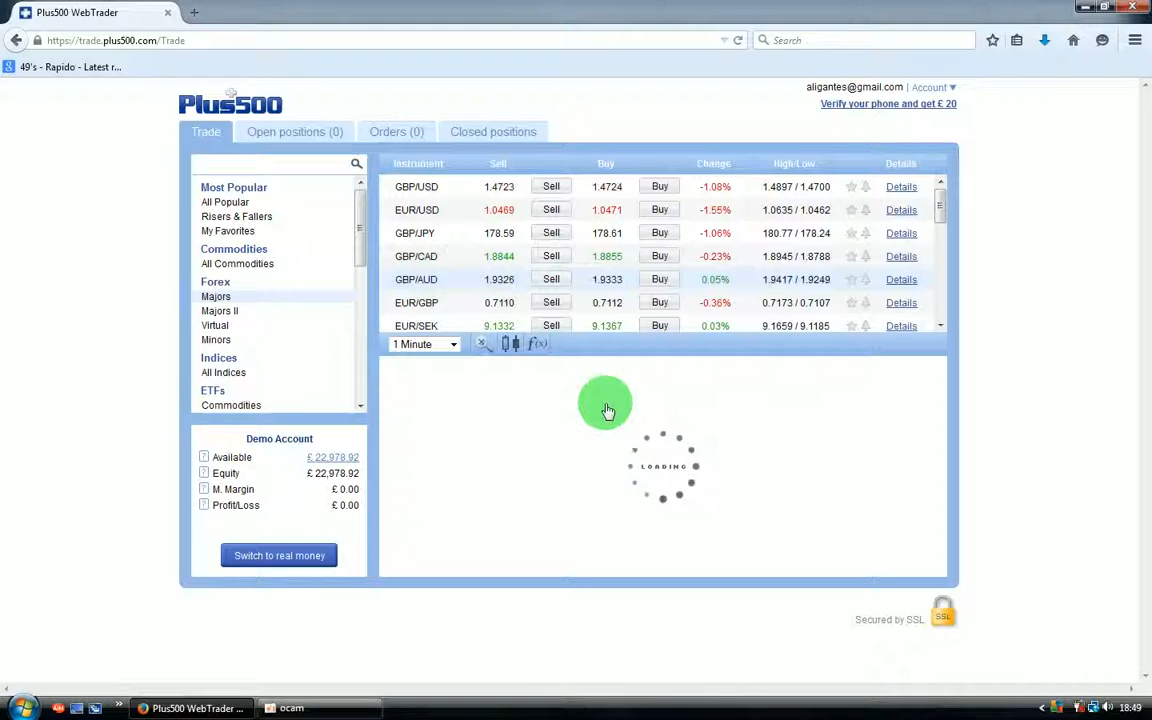 Plus500 WebTrader
https://trade.plus500.com/Trade
Search
49's - Rapido - Latest r...
Plus500
aligantes@gmail.com | Account
Verify your phone and get £ 20
Trade
Open positions (0)
Orders (0)
Closed positions
Most Popular
All Popular
Risers & Fallers
My Favorites
Commodities
All Commodities
Forex
Majors
Majors II
Virtual
Minors
Indices
All Indices
ETFs
Commodities
Instrument Sell Buy Change High/Low Details
GBP/USD 1.4723 Sell 1.4724 Buy -1.08% 1.4897 / 1.4700 Details
EUR/USD 1.0469 Sell 1.0471 Buy -1.55% 1.0635 / 1.0462 Details
GBP/JPY 178.59 Sell 178.61 Buy -1.06% 180.77 / 178.24 Details
GBP/CAD 1.8844 Sell 1.8855 Buy -0.23% 1.8945 / 1.8788 Details
GBP/AUD 1.9326 Sell 1.9333 Buy 0.05% 1.9417 / 1.9249 Details
EUR/GBP 0.7110 Sell 0.7112 Buy -0.36% 0.7173 / 0.7107 Details
EUR/SEK 9.1332 Sell 9.1367 Buy 0.03% 9.1659 / 9.1185 Details
1 Minute
f(x)
LOADING
Demo Account
? Available £ 22,978.92
? Equity £ 22,978.92
? M. Margin £ 0.00
? Profit/Loss £ 0.00
Switch to real money
Secured by SSL
SSL
Plus500 WebTrader ...
ocam
18:49